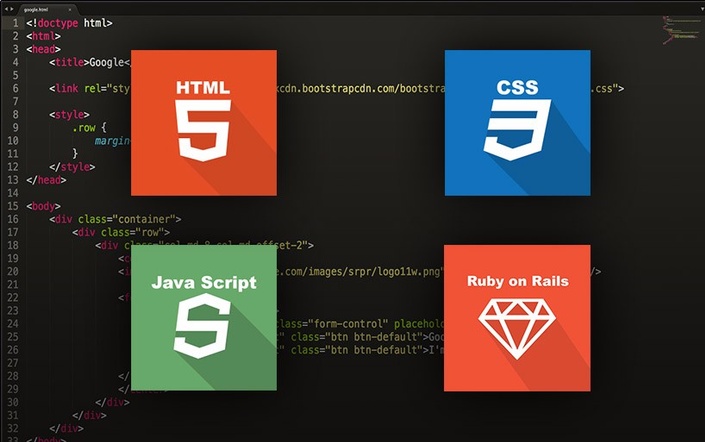 google.html
1 <!doctype html>
2 <html>
3 <head>
4 <title>Google<
5
6 <link rel="sty xcdn.bootstrapcdn.com/bootstra .css">
7
8 <style>
9 .row {
10 margin
11 }
12 </style>
13 </head>
14
15 <body>
16 <div class="container">
17 <div class="row">
18 <div class="col-md-8 col-md-offset-2">
19 <c
20 <im e.com/images/srpr/logo11w.png" />
21
22 <f
23
24 class="form-control" placehold
25 " class="btn btn-default">Goo
26 " class="btn btn-default">I'm
27
28 </
29
30 </div>
31 </div>
32 </div>
33 </body>
HTML
5
CSS
3
Java Script
Ruby on Rails